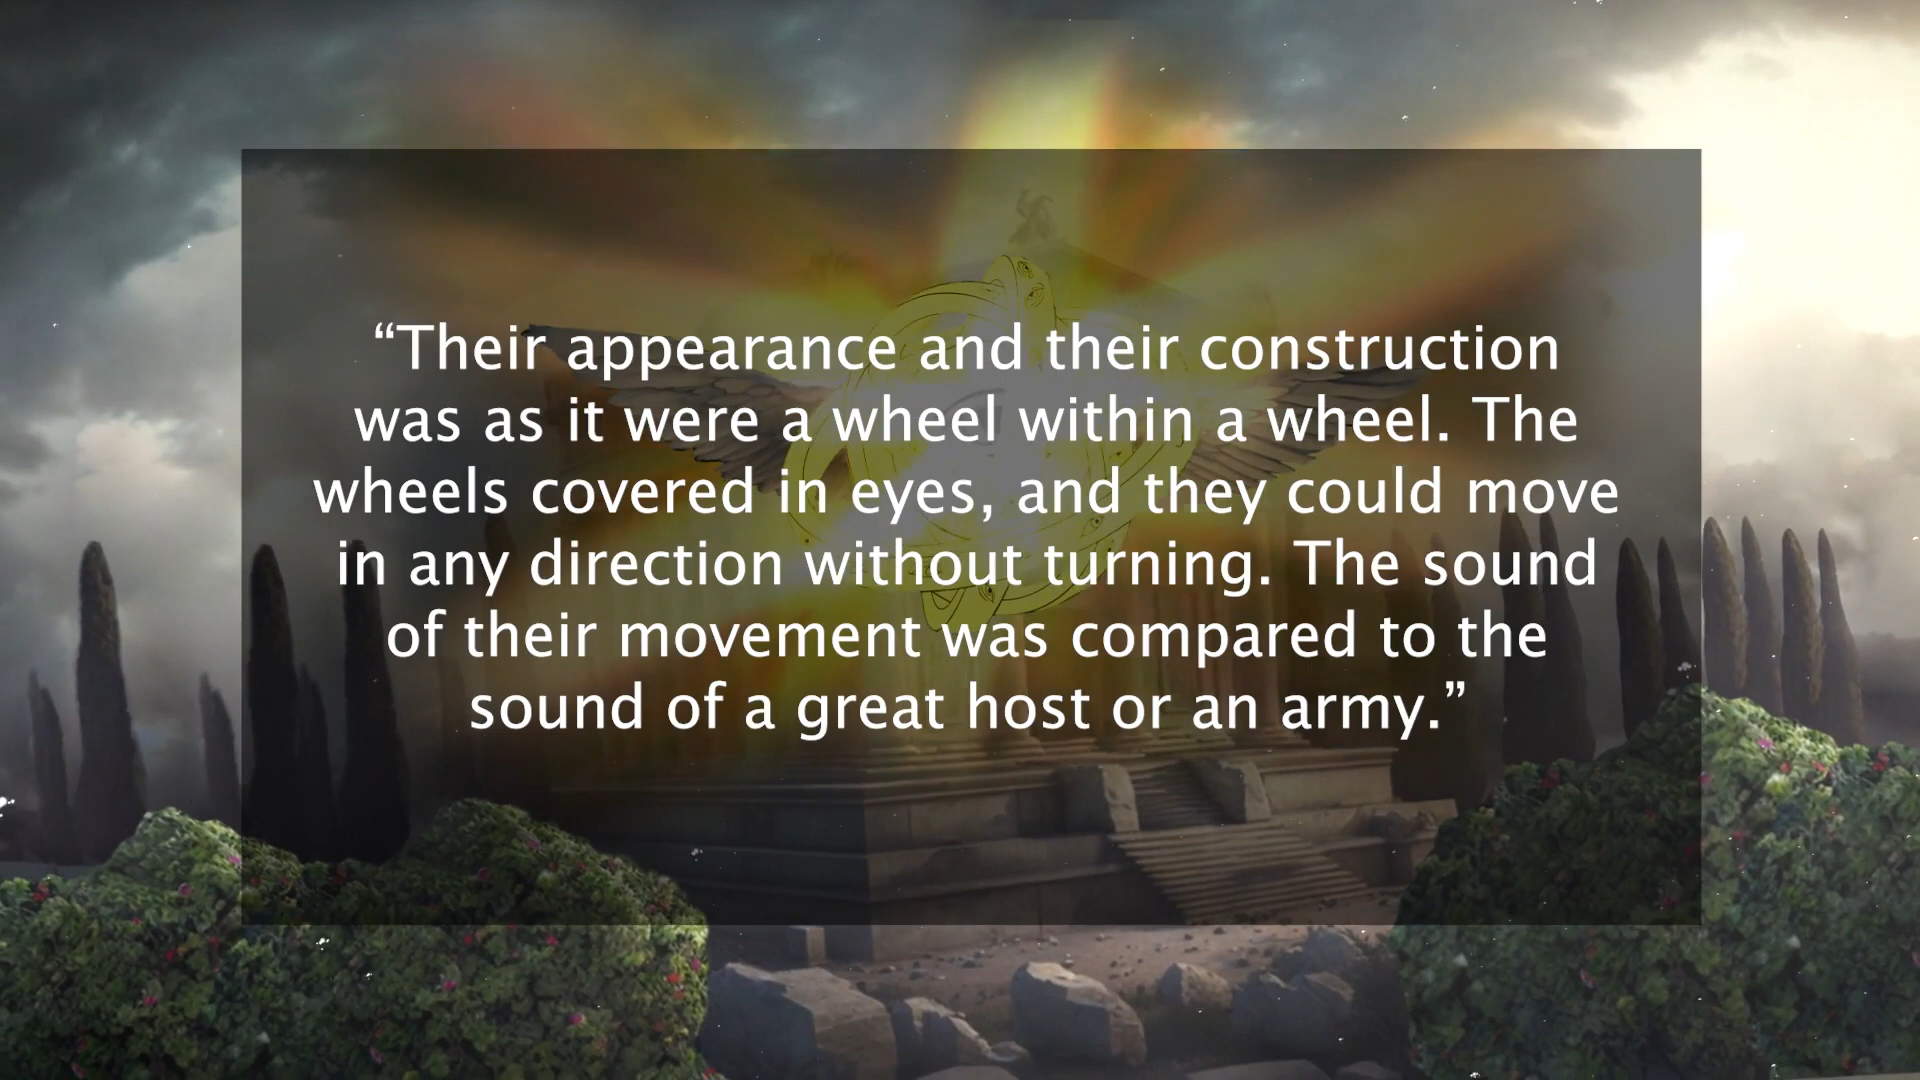 “Their appearance and their construction
was as it were a wheel within a wheel. The
wheels covered in eyes, and they could move
in any direction without turning. The sound
of their movement was compared to the
sound of a great host or an army.”